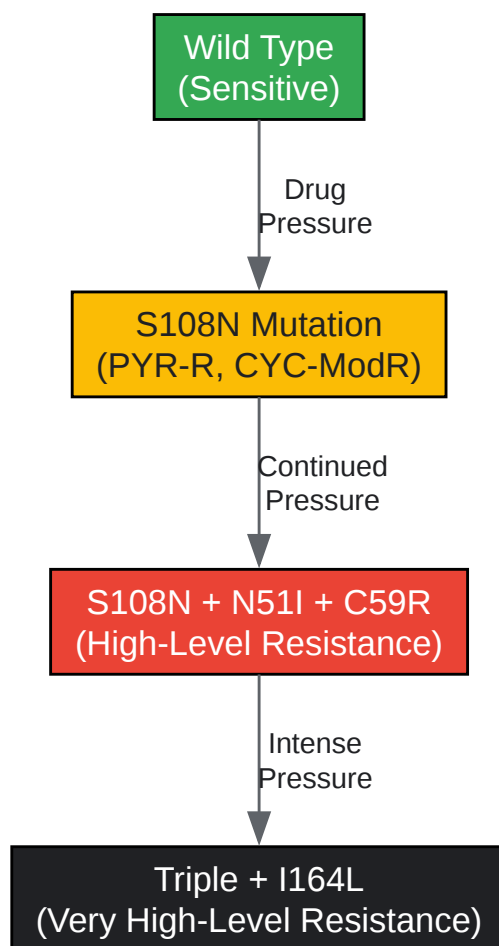 Wild Type
(Sensitive)
Drug
Pressure
S108N Mutation
(PYR-R, CYC-ModR)
Continued
Pressure
S108N + N51I + C59R
(High-Level Resistance)
Intense
Pressure
Triple + I164L
(Very High-Level Resistance)